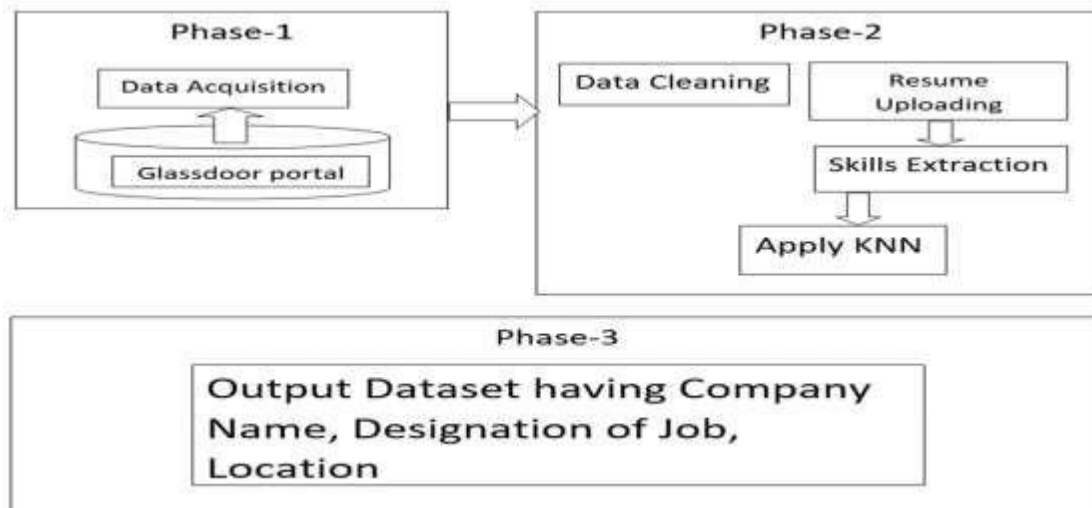 Phase-1
Data Acquisition
Glassdoor portal
Phase-2
Data Cleaning
Resume
Uploading
Skills Extraction
Apply KNN
Phase-3
Output Dataset having Company
Name, Designation of Job,
Location